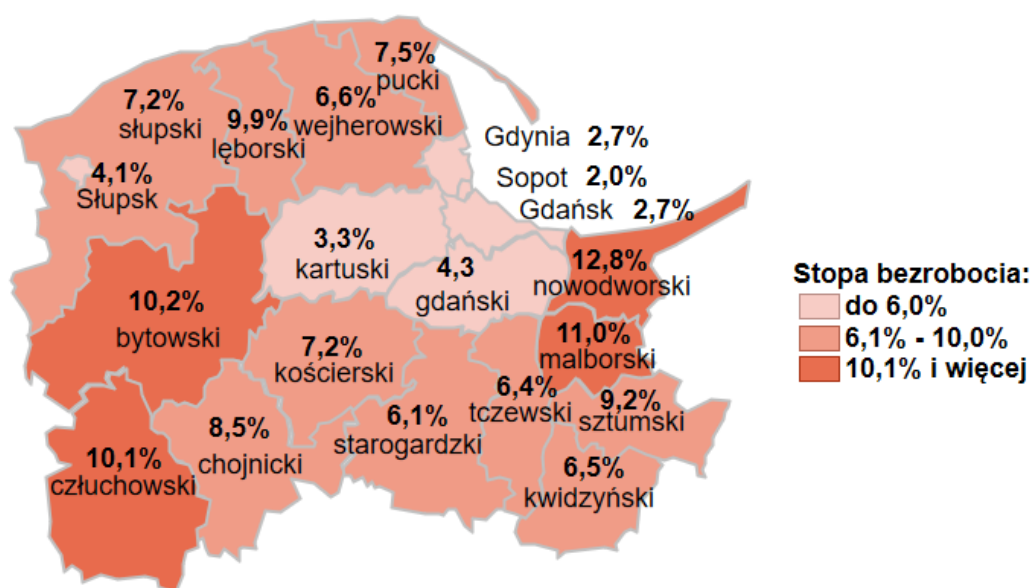 7,5%
pucki
7,2%
słupski
9,9%
lęborski
6,6%
wejherowski
Gdynia 2,7%
4,1%
Słupsk
Sopot 2,0%
Gdańsk 2,7%
3,3%
kartuski
4,3
gdański
12,8%
nowodworski
10,2%
bytowski
7,2%
kościerski
11,0%
malborski
6,4%
tczewski
9,2%
sztumski
8,5%
chojnicki
6,1%
starogardzki
10,1%
człuchowski
6,5%
kwidzyński
Stopa bezrobocia:
do 6,0%
6,1% - 10,0%
10,1% i więcej